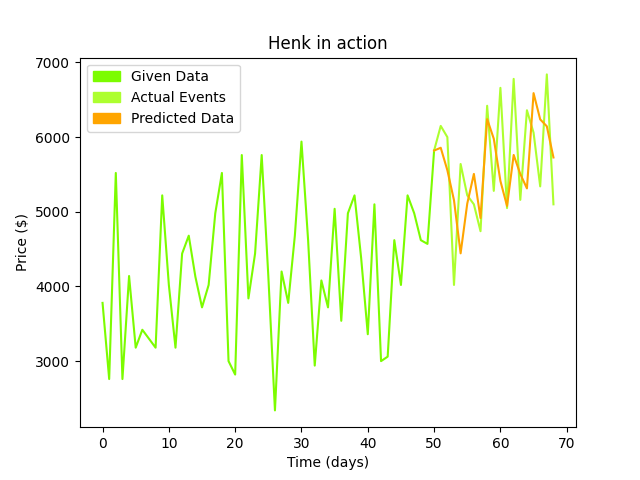 Henk in action
Given Data
Actual Events
Predicted Data
Price ($)
7000
6000
5000
4000
3000
0 10 20 30 40 50 60 70
Time (days)